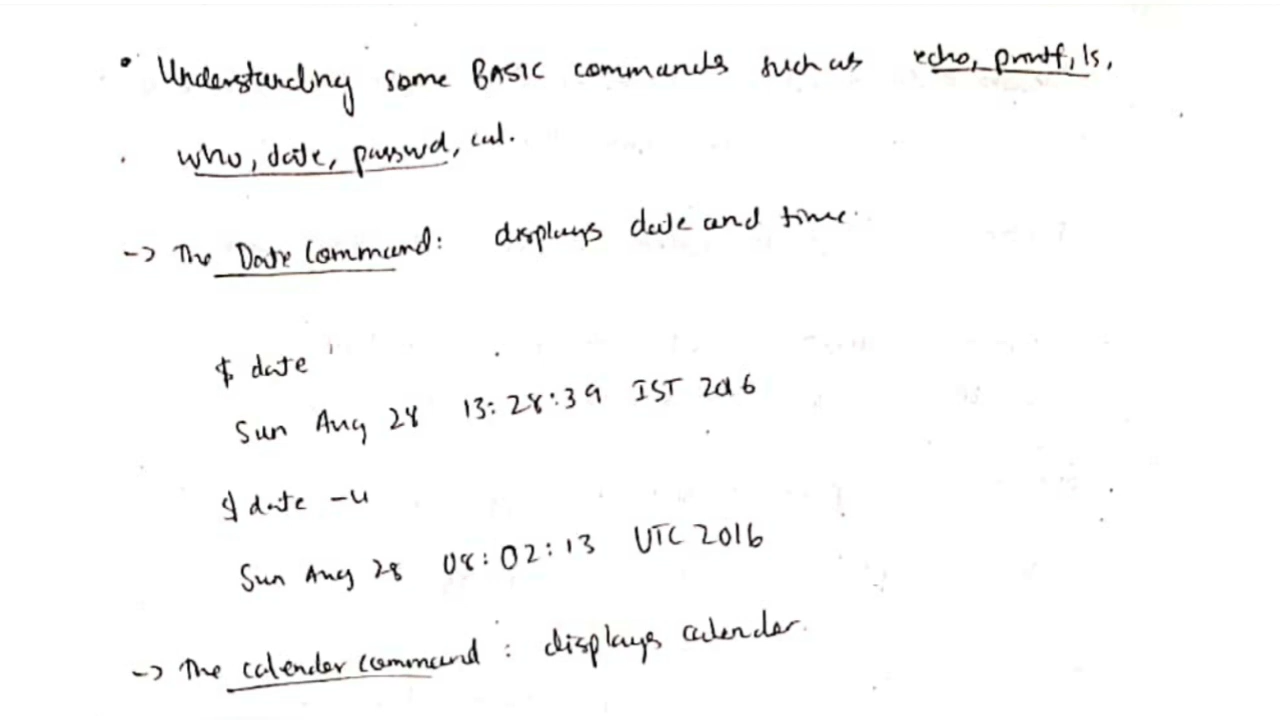 • Understanding some BASIC commands such as echo, printf, ls,
who, date, passwd, cal.
-> The Date Command: displays date and time.
$ date
Sun Aug 28 13:28:39 IST 2016
$ date -u
Sun Aug 28 08:02:13 UTC 2016
-> The calender command : displays calender.